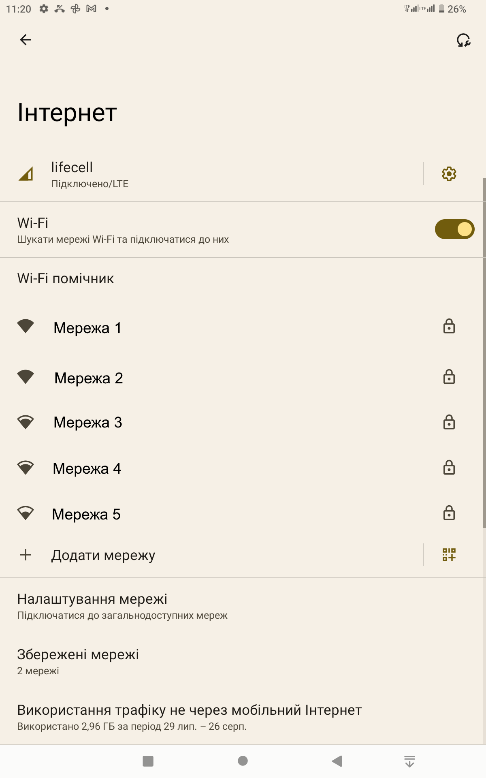 11:20 26%
Інтернет
lifecell
Підключено/LTE
Wi-Fi
Шукати мережі Wi-Fi та підключатися до них
Wi-Fi помічник
Мережа 1
Мережа 2
Мережа 3
Мережа 4
Мережа 5
Додати мережу
Налаштування мережі
Підключатися до загальнодоступних мереж
Збережені мережі
2 мережі
Використання трафіку не через мобільний Інтернет
Використано 2,96 ГБ за період 29 лип. – 26 серп.